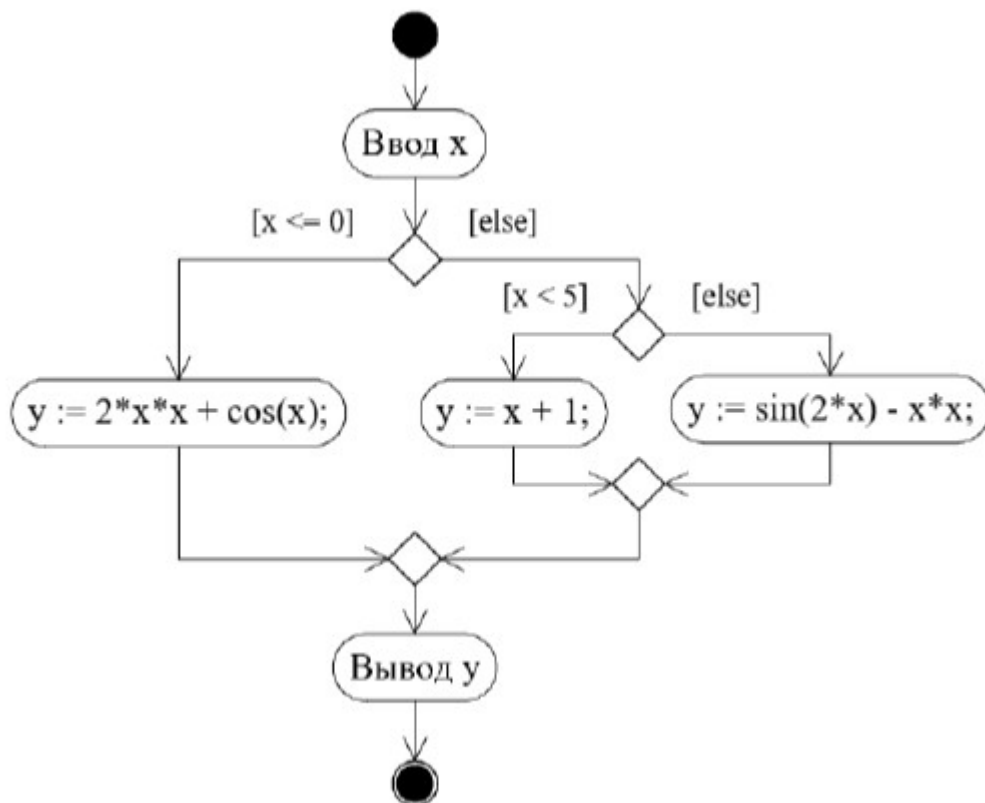 Ввод x
[x <= 0]
[else]
[x < 5]
[else]
y := 2*x*x + cos(x);
y := x + 1;
y := sin(2*x) - x*x;
Вывод y